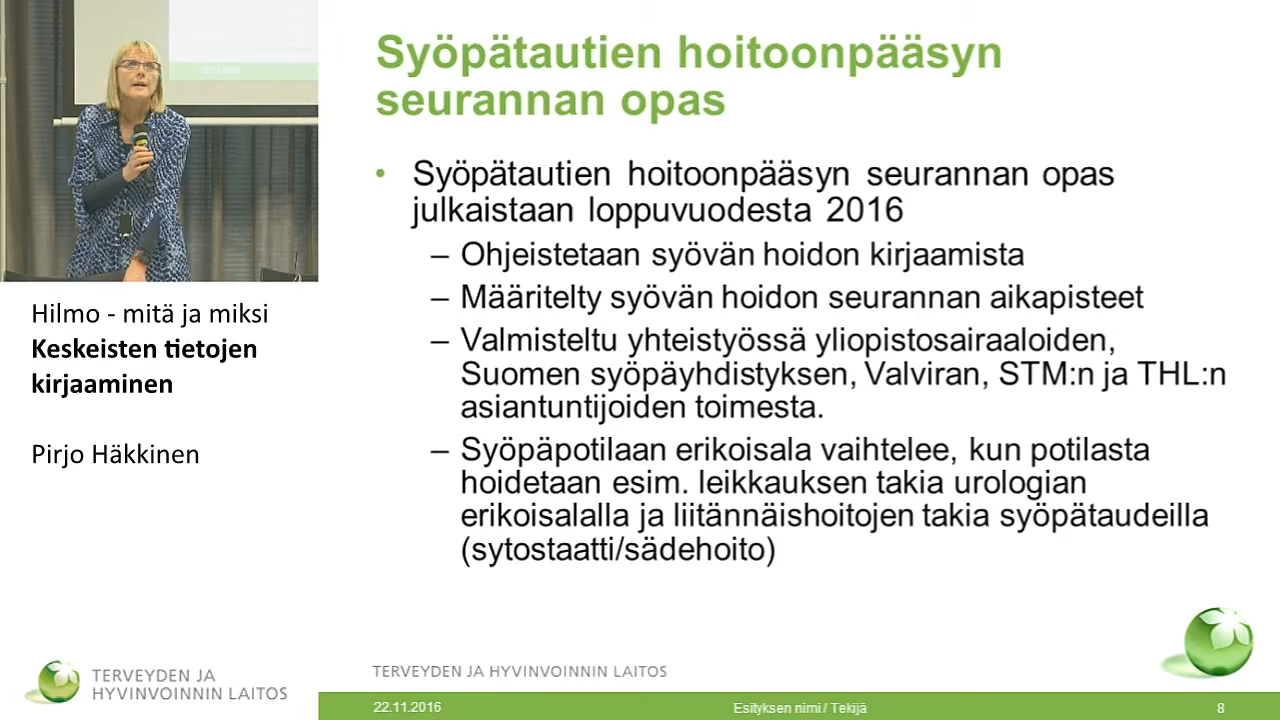 Syöpätautien hoitoonpääsyn
seurannan opas
• Syöpätautien hoitoonpääsyn seurannan opas
julkaistaan loppuvuodesta 2016
– Ohjeistetaan syövän hoidon kirjaamista
– Määritelty syövän hoidon seurannan aikapisteet
– Valmisteltu yhteistyössä yliopistosairaaloiden,
Suomen syöpäyhdistyksen, Valviran, STM:n ja THL:n
asiantuntijoiden toimesta.
– Syöpäpotilaan erikoisala vaihtelee, kun potilasta
hoidetaan esim. leikkauksen takia urologian
erikoisalalla ja liitännäishoitojen takia syöpätaudeilla
(sytostaatti/sädehoito)
Hilmo - mitä ja miksi
Keskeisten tietojen
kirjaaminen
Pirjo Häkkinen
TERVEYDEN JA
HYVINVOINNIN LAITOS
TERVEYDEN JA HYVINVOINNIN LAITOS
22.11.2016
Esityksen nimi / Tekijä
8